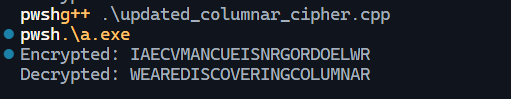 pwshg++ .\updated_columnar_cipher.cpp
pwsh.\a.exe
Encrypted: IAECVMANCUEISNRGORDOELWR
Decrypted: WEAREDISCOVERINGCOLUMNAR